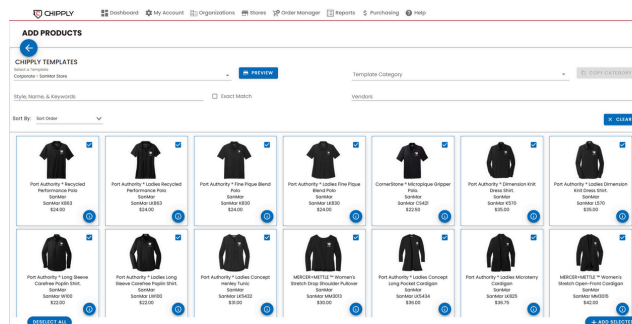 CHIPPLY
Dashboard
My Account
Organizations
Stores
Order Manager
Reports
$ Purchasing
Help
ADD PRODUCTS
CHIPPLY TEMPLATES
Select a Template
Corporate - SanMar Store
PREVIEW
Template Category
COPY CATEGORY
Style, Name, & Keywords
Exact Match
Vendors
Sort By:
Sort Order
CLEAR
Port Authority ® Recycled
Performance Polo
SanMar
SanMar K863
$24.00
Port Authority ® Ladies Recycled
Performance Polo
SanMar
SanMar LK863
$24.00
Port Authority ® Fine Pique Blend
Polo
SanMar
SanMar K830
$24.00
Port Authority ® Ladies Fine Pique
Blend Polo
SanMar
SanMar LK830
$24.00
CornerStone ® Micropique Gripper
Polo.
SanMar
SanMar CS421
$22.50
Port Authority ® Dimension Knit
Dress Shirt.
SanMar
SanMar K570
$35.00
Port Authority ® Ladies Dimension
Knit Dress Shirt.
SanMar
SanMar L570
$35.00
Port Authority ® Long Sleeve
Carefree Poplin Shirt.
SanMar
SanMar W100
$22.00
Port Authority ® Ladies Long
Sleeve Carefree Poplin Shirt.
SanMar
SanMar LW100
$22.00
Port Authority ® Ladies Concept
Henley Tunic
SanMar
SanMar LK5432
$31.00
MERCER+METTLE ™ Women's
Stretch Drop Shoulder Pullover
SanMar
SanMar MM3013
$30.00
Port Authority ® Ladies Concept
Long Pocket Cardigan
SanMar
SanMar LK5434
$36.00
Port Authority ® Ladies Microterry
Cardigan
SanMar
SanMar LK825
$36.75
MERCER+METTLE ™ Women's
Stretch Open-Front Cardigan
SanMar
SanMar MM3015
$42.00
DESELECT ALL
+ ADD SELECTED